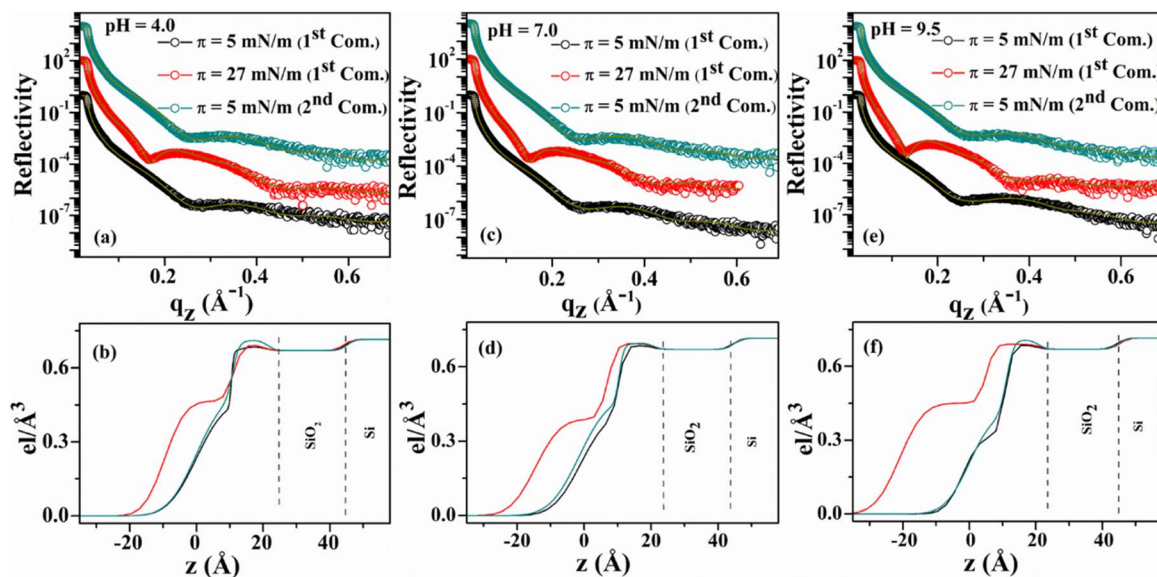 pH = 4.0
π = 5 mN/m (1st Com.)
π = 27 mN/m (1st Com.)
π = 5 mN/m (2nd Com.)
Reflectivity
10²
10⁻¹
10⁻⁴
10⁻⁷
(a)
0.2 0.4 0.6
q_z (Å⁻¹)
pH = 7.0
π = 5 mN/m (1st Com.)
π = 27 mN/m (1st Com.)
π = 5 mN/m (2nd Com.)
Reflectivity
10²
10⁻¹
10⁻⁴
10⁻⁷
(c)
0.2 0.4 0.6
q_z (Å⁻¹)
pH = 9.5
π = 5 mN/m (1st Com.)
π = 27 mN/m (1st Com.)
π = 5 mN/m (2nd Com.)
Reflectivity
10²
10⁻¹
10⁻⁴
10⁻⁷
(e)
0.2 0.4 0.6
q_z (Å⁻¹)
(b)
el/Å³
0.6
0.3
0.0
SiO₂
Si
-20 0 20 40
z (Å)
(d)
el/Å³
0.6
0.3
0.0
SiO₂
Si
-20 0 20 40
z (Å)
(f)
el/Å³
0.6
0.3
0.0
SiO₂
Si
-20 0 20 40
z (Å)